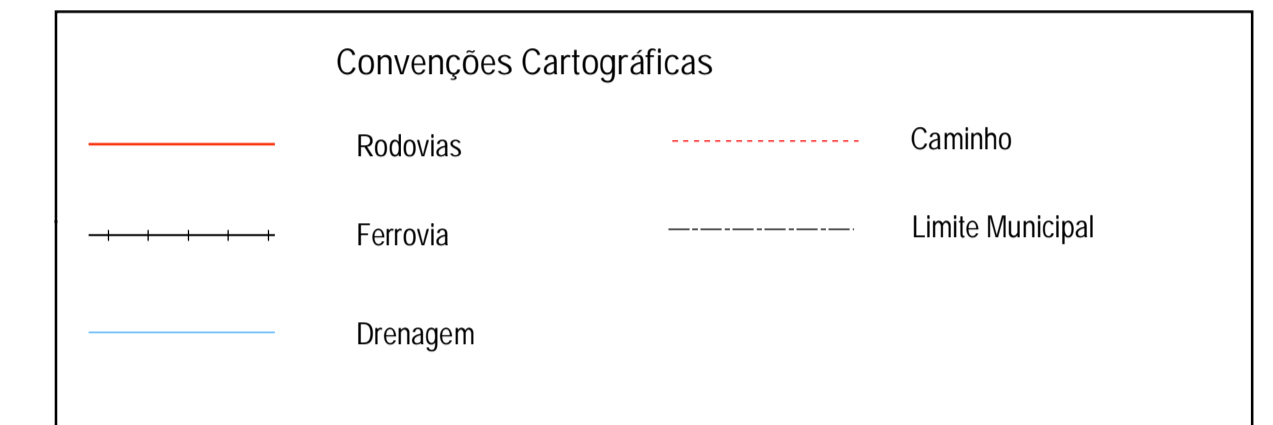 Convenções Cartográficas
Rodovias
Caminho
Ferrovia
Limite Municipal
Drenagem